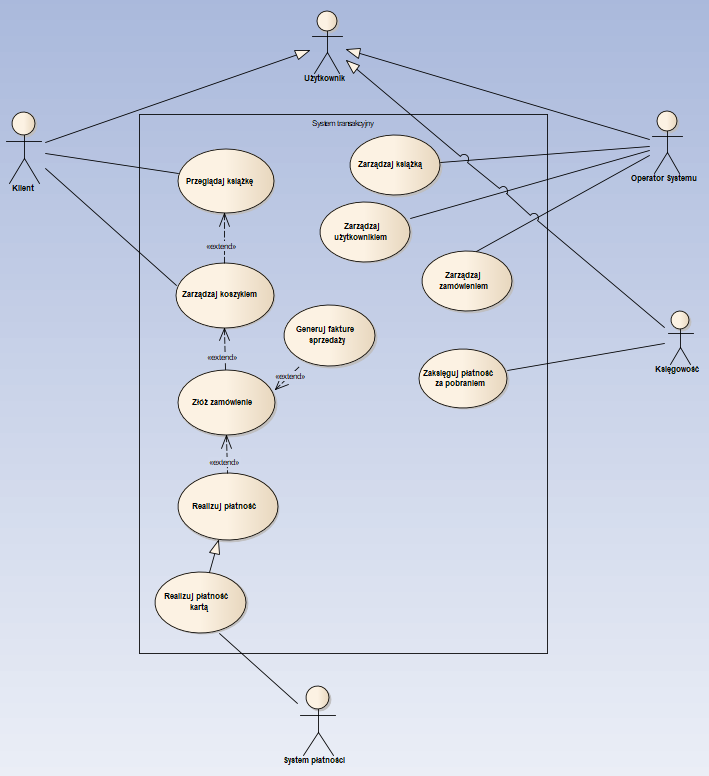 Użytkownik
System transakcyjny
Klient
Przeglądaj książkę
Zarządzaj książką
Operator Systemu
Zarządzaj
użytkownikiem
«extend»
Zarządzaj koszykiem
Zarządzaj
zamówieniem
Generuj fakture
sprzedaży
«extend»
Księgowość
Zaksięguj płatność
za pobraniem
«extend»
Złóż zamówienie
«extend»
Realizuj płatność
Realizuj płatność
kartą
System płatności